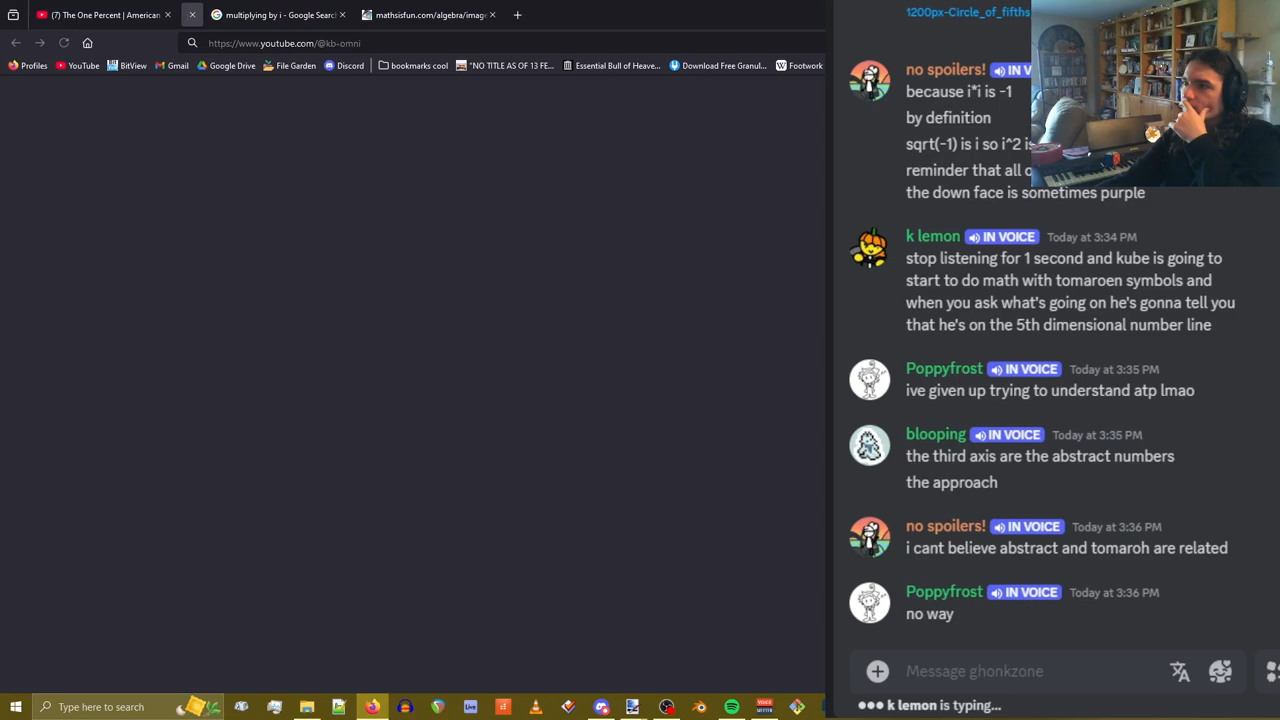 (7) The One Percent | American
multiplying by i - Google Searc
mathsisfun.com/algebra/image
https://www.youtube.com/@kb-omni
Profiles
YouTube
BitView
Gmail
Google Drive
File Garden
Discord
bookmarks cool
"NO TITLE AS OF 13 FE...
Essential Bull of Heave...
Download Free Granul...
Footwork
1200px-Circle_of_fifths
no spoilers! IN V
because i*i is -1
by definition
sqrt(-1) is i so i^2 is
reminder that all o
the down face is sometimes purple
k lemon IN VOICE Today at 3:34 PM
stop listening for 1 second and kube is going to
start to do math with tomaroen symbols and
when you ask what's going on he's gonna tell you
that he's on the 5th dimensional number line
Poppyfrost IN VOICE Today at 3:35 PM
ive given up trying to understand atp lmao
blooping IN VOICE Today at 3:35 PM
the third axis are the abstract numbers
the approach
no spoilers! IN VOICE Today at 3:36 PM
i cant believe abstract and tomaroh are related
Poppyfrost IN VOICE Today at 3:36 PM
no way
Message ghonkzone
k lemon is typing...
Type here to search